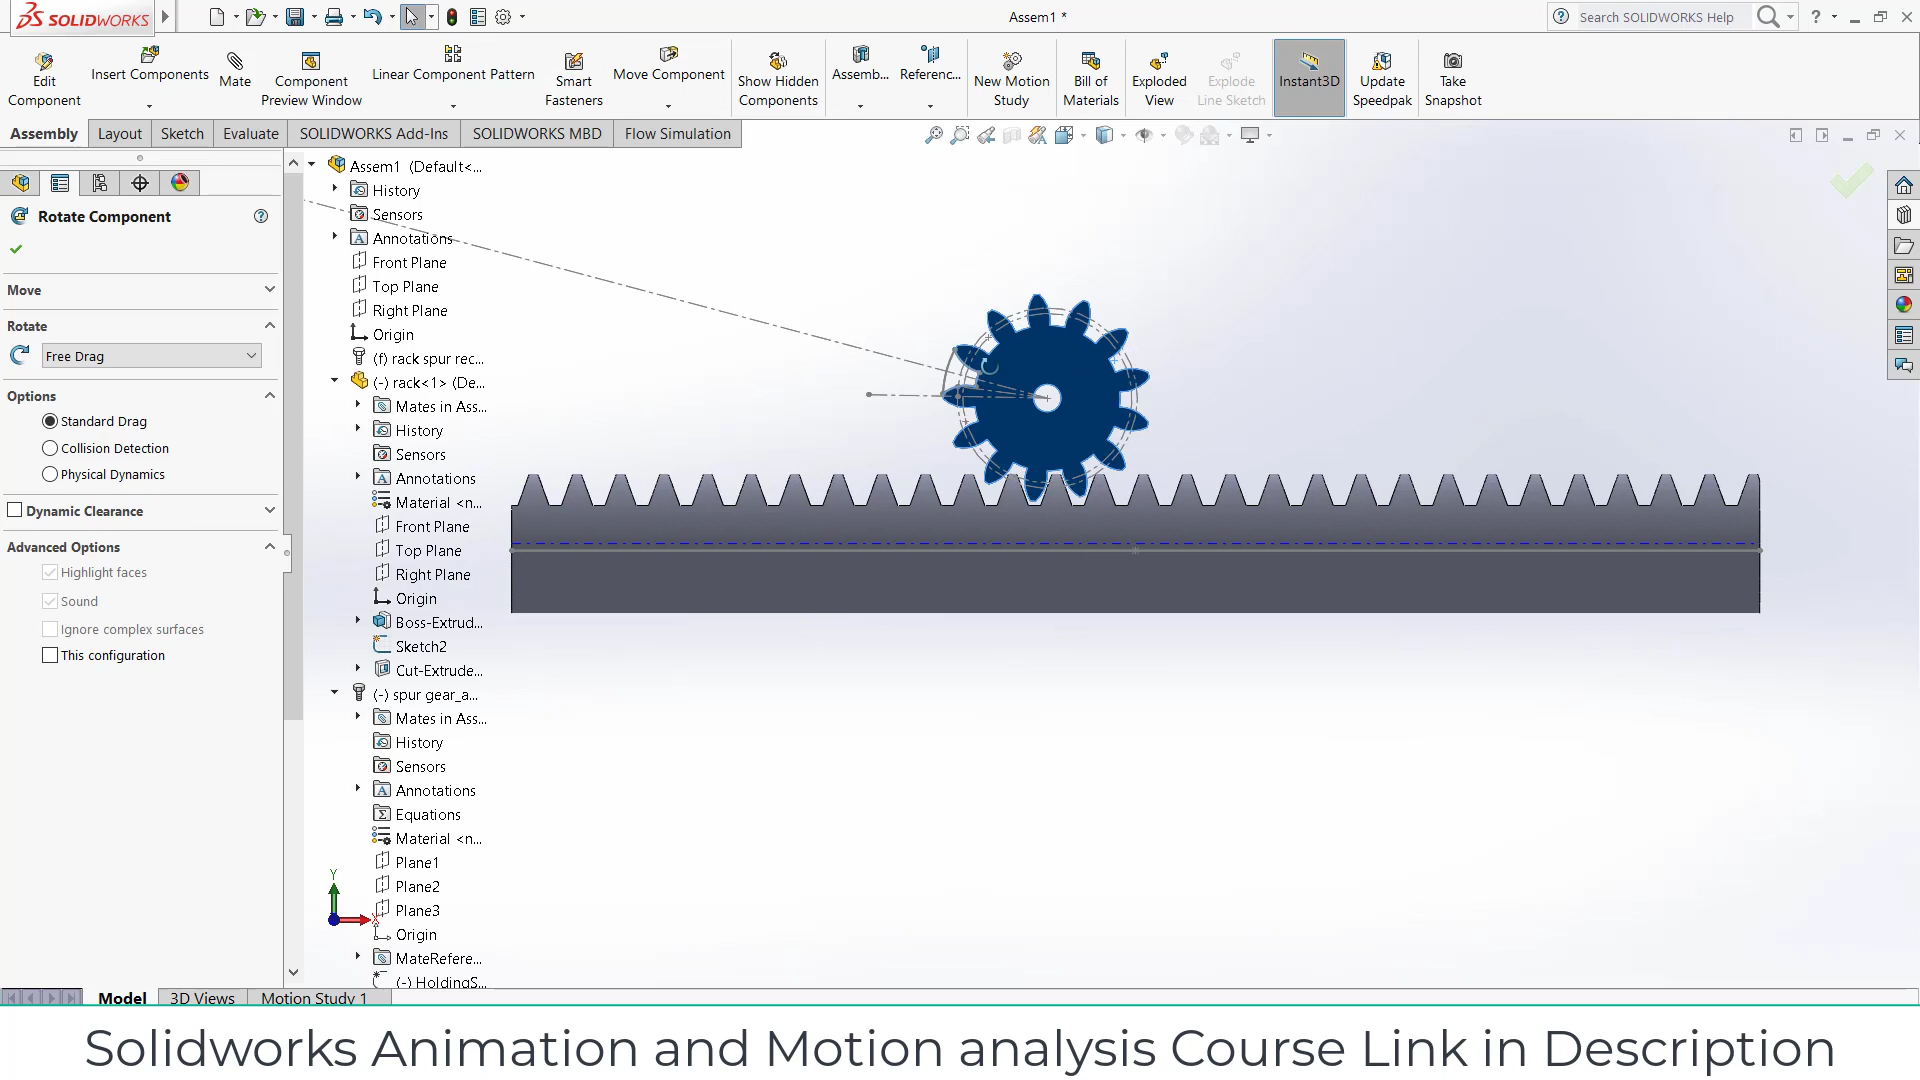 SOLIDWORKS
Assem1 *
Search SOLIDWORKS Help
Edit Component
Insert Components
Mate
Component Preview Window
Linear Component Pattern
Smart Fasteners
Move Component
Show Hidden Components
Assemb...
Referenc...
New Motion Study
Bill of Materials
Exploded View
Explode Line Sketch
Instant3D
Update Speedpak
Take Snapshot
Assembly
Layout
Sketch
Evaluate
SOLIDWORKS Add-Ins
SOLIDWORKS MBD
Flow Simulation
Rotate Component
Move
Rotate
Free Drag
Options
Standard Drag
Collision Detection
Physical Dynamics
Dynamic Clearance
Advanced Options
Highlight faces
Sound
Ignore complex surfaces
This configuration
Assem1 (Default<...
History
Sensors
Annotations
Front Plane
Top Plane
Right Plane
Origin
(f) rack spur rec...
(-) rack<1> (De...
Mates in Ass...
History
Sensors
Annotations
Material <n...
Front Plane
Top Plane
Right Plane
Origin
Boss-Extrud...
Sketch2
Cut-Extrude...
(-) spur gear_a...
Mates in Ass...
History
Sensors
Annotations
Equations
Material <n...
Plane1
Plane2
Plane3
Origin
MateRefere...
(-) HoldingS...
Y
X
Model
3D Views
Motion Study 1
Solidworks Animation and Motion analysis Course Link in Description